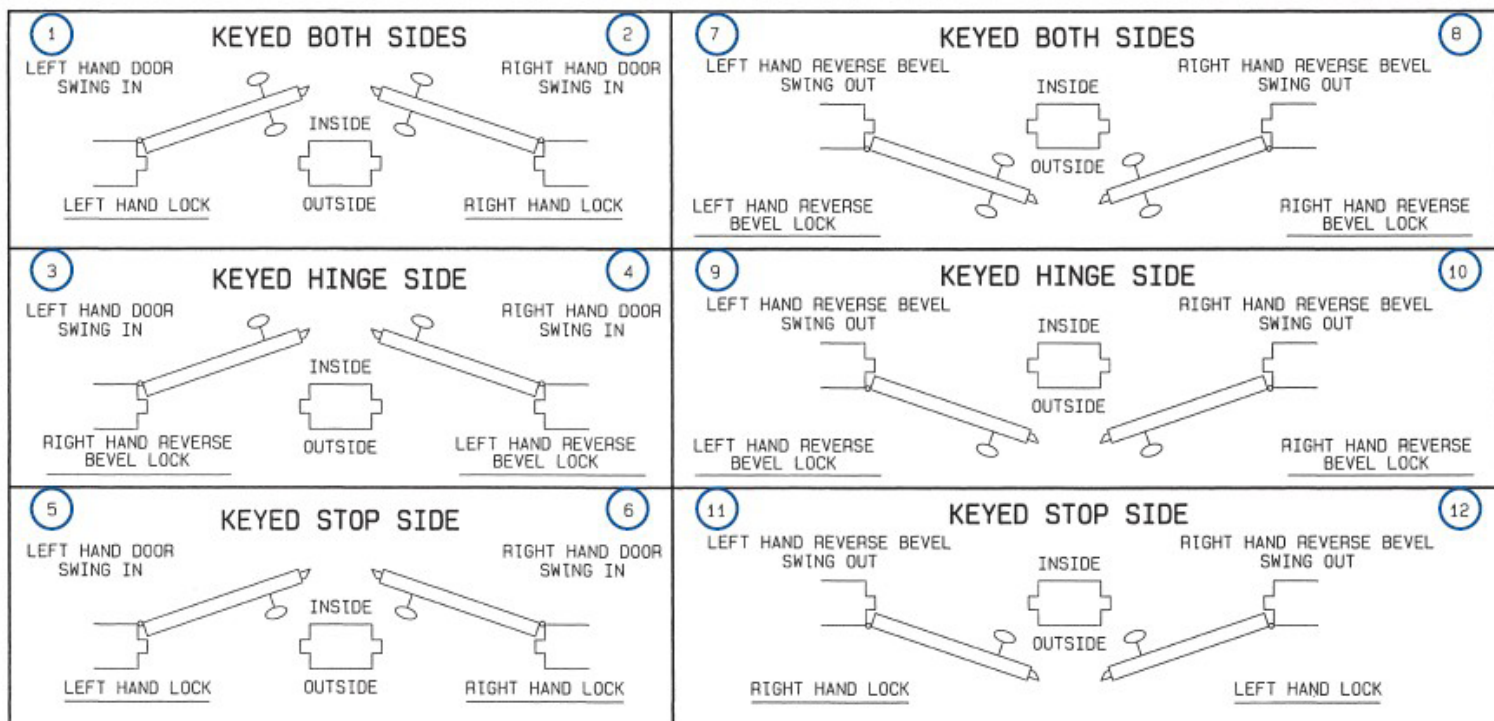 1
KEYED BOTH SIDES
2
LEFT HAND DOOR
SWING IN
RIGHT HAND DOOR
SWING IN
INSIDE
OUTSIDE
LEFT HAND LOCK
RIGHT HAND LOCK
7
KEYED BOTH SIDES
8
LEFT HAND REVERSE BEVEL
SWING OUT
RIGHT HAND REVERSE BEVEL
SWING OUT
INSIDE
OUTSIDE
LEFT HAND REVERSE
BEVEL LOCK
RIGHT HAND REVERSE
BEVEL LOCK
3
KEYED HINGE SIDE
4
LEFT HAND DOOR
SWING IN
RIGHT HAND DOOR
SWING IN
INSIDE
OUTSIDE
RIGHT HAND REVERSE
BEVEL LOCK
LEFT HAND REVERSE
BEVEL LOCK
9
KEYED HINGE SIDE
10
LEFT HAND REVERSE BEVEL
SWING OUT
RIGHT HAND REVERSE BEVEL
SWING OUT
INSIDE
OUTSIDE
LEFT HAND REVERSE
BEVEL LOCK
RIGHT HAND REVERSE
BEVEL LOCK
5
KEYED STOP SIDE
6
LEFT HAND DOOR
SWING IN
RIGHT HAND DOOR
SWING IN
INSIDE
OUTSIDE
LEFT HAND LOCK
RIGHT HAND LOCK
11
KEYED STOP SIDE
12
LEFT HAND REVERSE BEVEL
SWING OUT
RIGHT HAND REVERSE BEVEL
SWING OUT
INSIDE
OUTSIDE
RIGHT HAND LOCK
LEFT HAND LOCK